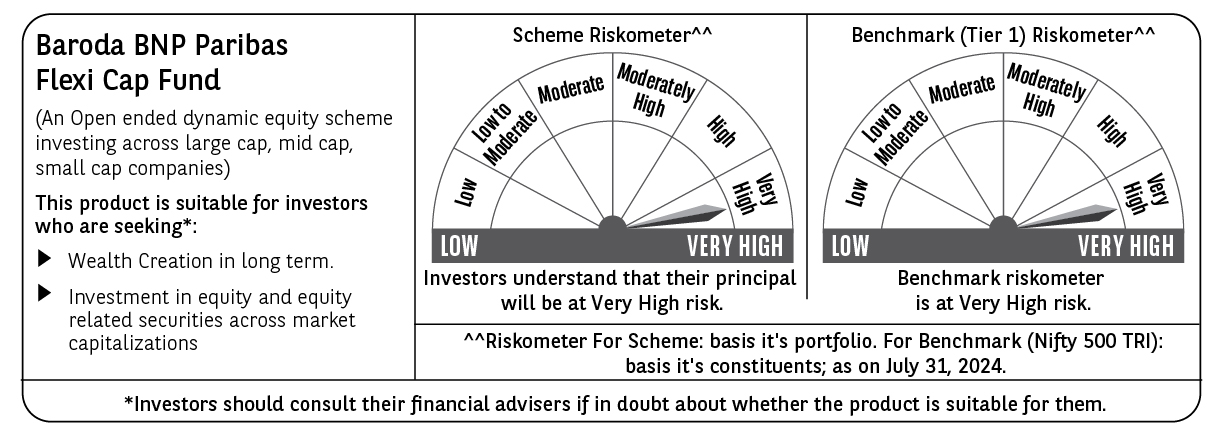 Baroda BNP Paribas
Flexi Cap Fund
(An Open ended dynamic equity scheme
investing across large cap, mid cap,
small cap companies)
This product is suitable for investors
who are seeking*:
Wealth Creation in long term.
Investment in equity and equity
related securities across market
capitalizations
Scheme Riskometer^^
Low
Low to
Moderate
Moderate
Moderately
High
High
Very
High
LOW
VERY HIGH
Investors understand that their principal
will be at Very High risk.
Benchmark (Tier 1) Riskometer^^
Low
Low to
Moderate
Moderate
Moderately
High
High
Very
High
LOW
VERY HIGH
Benchmark riskometer
is at Very High risk.
^^Riskometer For Scheme: basis it's portfolio. For Benchmark (Nifty 500 TRI):
basis it's constituents; as on July 31, 2024.
*Investors should consult their financial advisers if in doubt about whether the product is suitable for them.